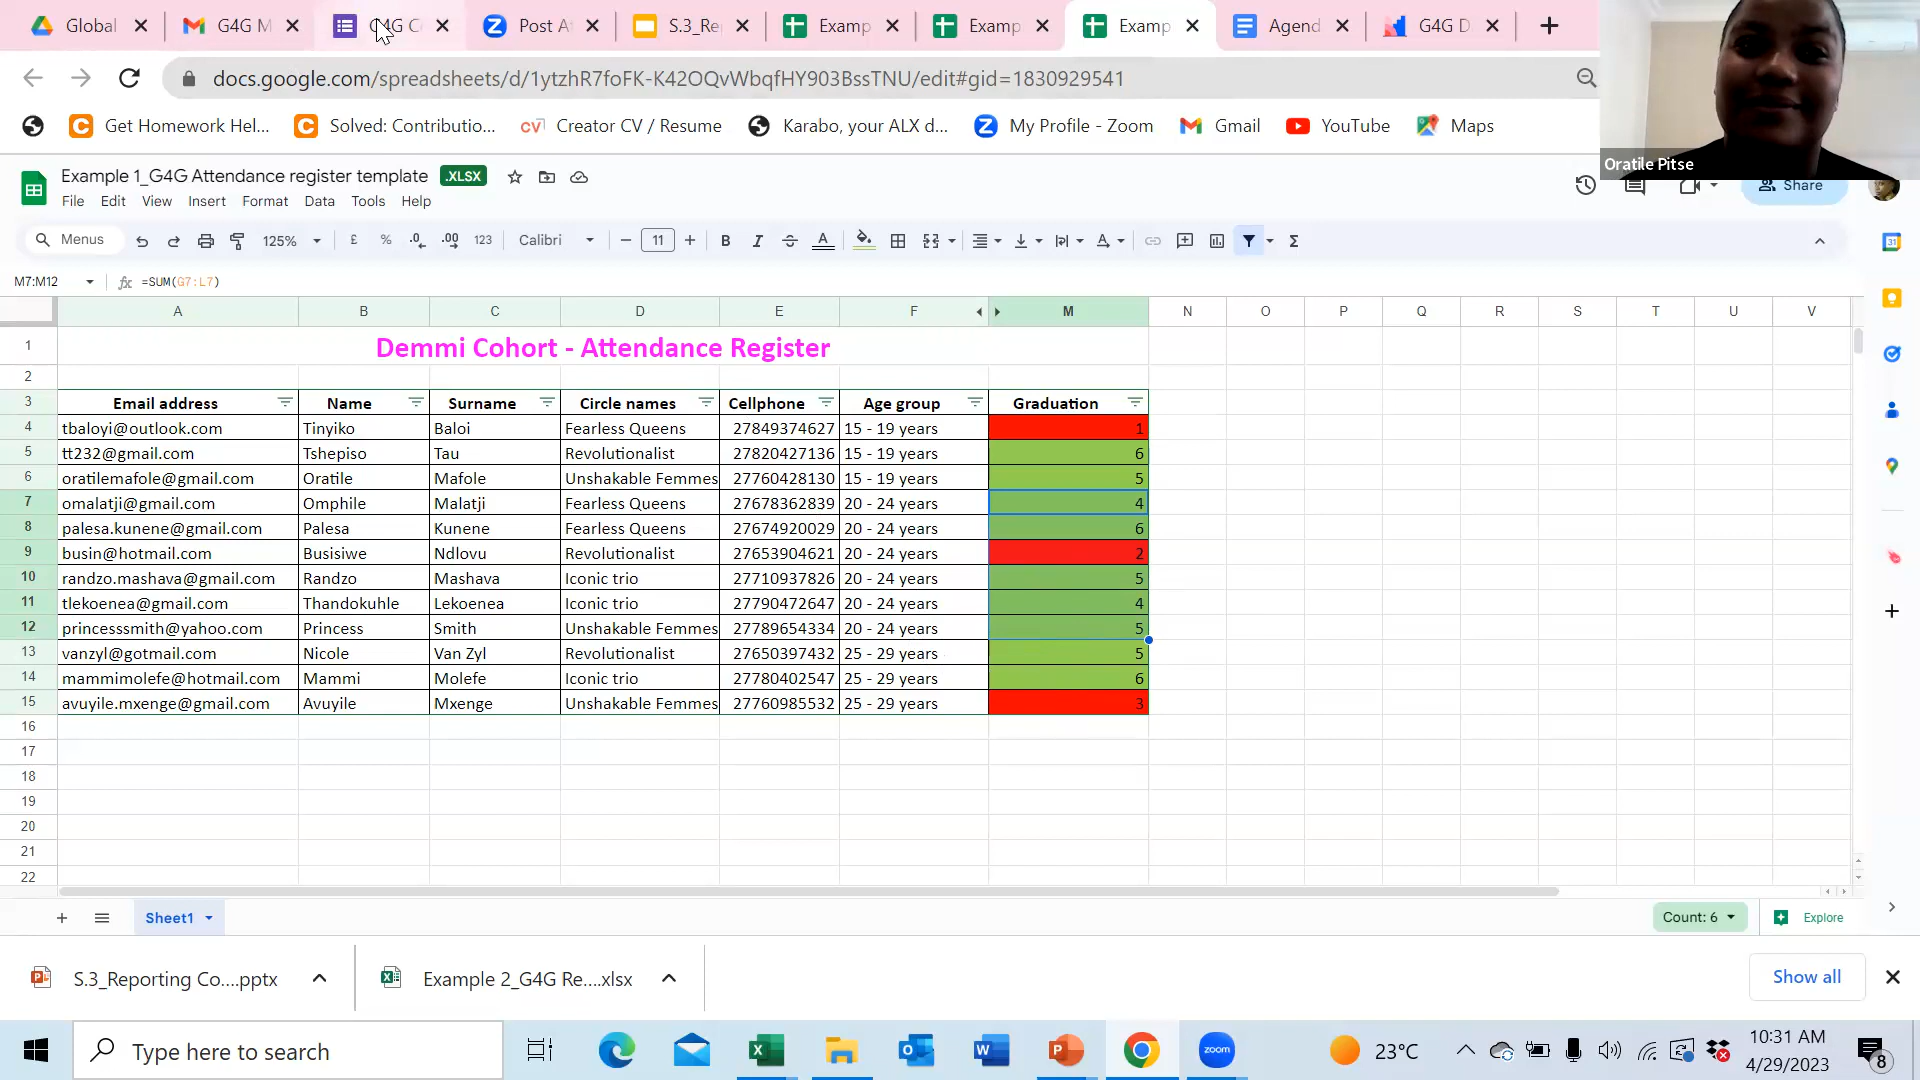 Global
G4G M
G4G C
Post At
S.3_Re
Examp
Examp
Examp
Agend
G4G D
docs.google.com/spreadsheets/d/1ytzhR7foFK-K42OQvWbqfHY903BssTNU/edit#gid=1830929541
Get Homework Hel...
Solved: Contributio...
Creator CV / Resume
Karabo, your ALX d...
My Profile - Zoom
Gmail
YouTube
Maps
Oratile Pitse
Example 1_G4G Attendance register template .XLSX
File Edit View Insert Format Data Tools Help
Share
Menus 125% £ % .0 .00 123 Calibri 11 B I A Σ
M7:M12 fx =SUM(G7:L7)
A B C D E F M N O P Q R S T U V
1 Demmi Cohort - Attendance Register
2
3 Email address Name Surname Circle names Cellphone Age group Graduation
4 tbaloyi@outlook.com Tinyiko Baloi Fearless Queens 27849374627 15 - 19 years 1
5 tt232@gmail.com Tshepiso Tau Revolutionalist 27820427136 15 - 19 years 6
6 oratilemafole@gmail.com Oratile Mafole Unshakable Femmes 27760428130 15 - 19 years 5
7 omalatji@gmail.com Omphile Malatji Fearless Queens 27678362839 20 - 24 years 4
8 palesa.kunene@gmail.com Palesa Kunene Fearless Queens 27674920029 20 - 24 years 6
9 busin@hotmail.com Busisiwe Ndlovu Revolutionalist 27653904621 20 - 24 years 2
10 randzo.mashava@gmail.com Randzo Mashava Iconic trio 27710937826 20 - 24 years 5
11 tlekoenea@gmail.com Thandokuhle Lekoenea Iconic trio 27790472647 20 - 24 years 4
12 princesssmith@yahoo.com Princess Smith Unshakable Femmes 27789654334 20 - 24 years 5
13 vanzyl@gotmail.com Nicole Van Zyl Revolutionalist 27650397432 25 - 29 years 5
14 mammimolefe@hotmail.com Mammi Molefe Iconic trio 27780402547 25 - 29 years 6
15 avuyile.mxenge@gmail.com Avuyile Mxenge Unshakable Femmes 27760985532 25 - 29 years 3
16
17
18
19
20
21
22
Sheet1
Count: 6
Explore
S.3_Reporting Co....pptx
Example 2_G4G Re....xlsx
Show all
Type here to search
zoom
23°C
10:31 AM
4/29/2023
8